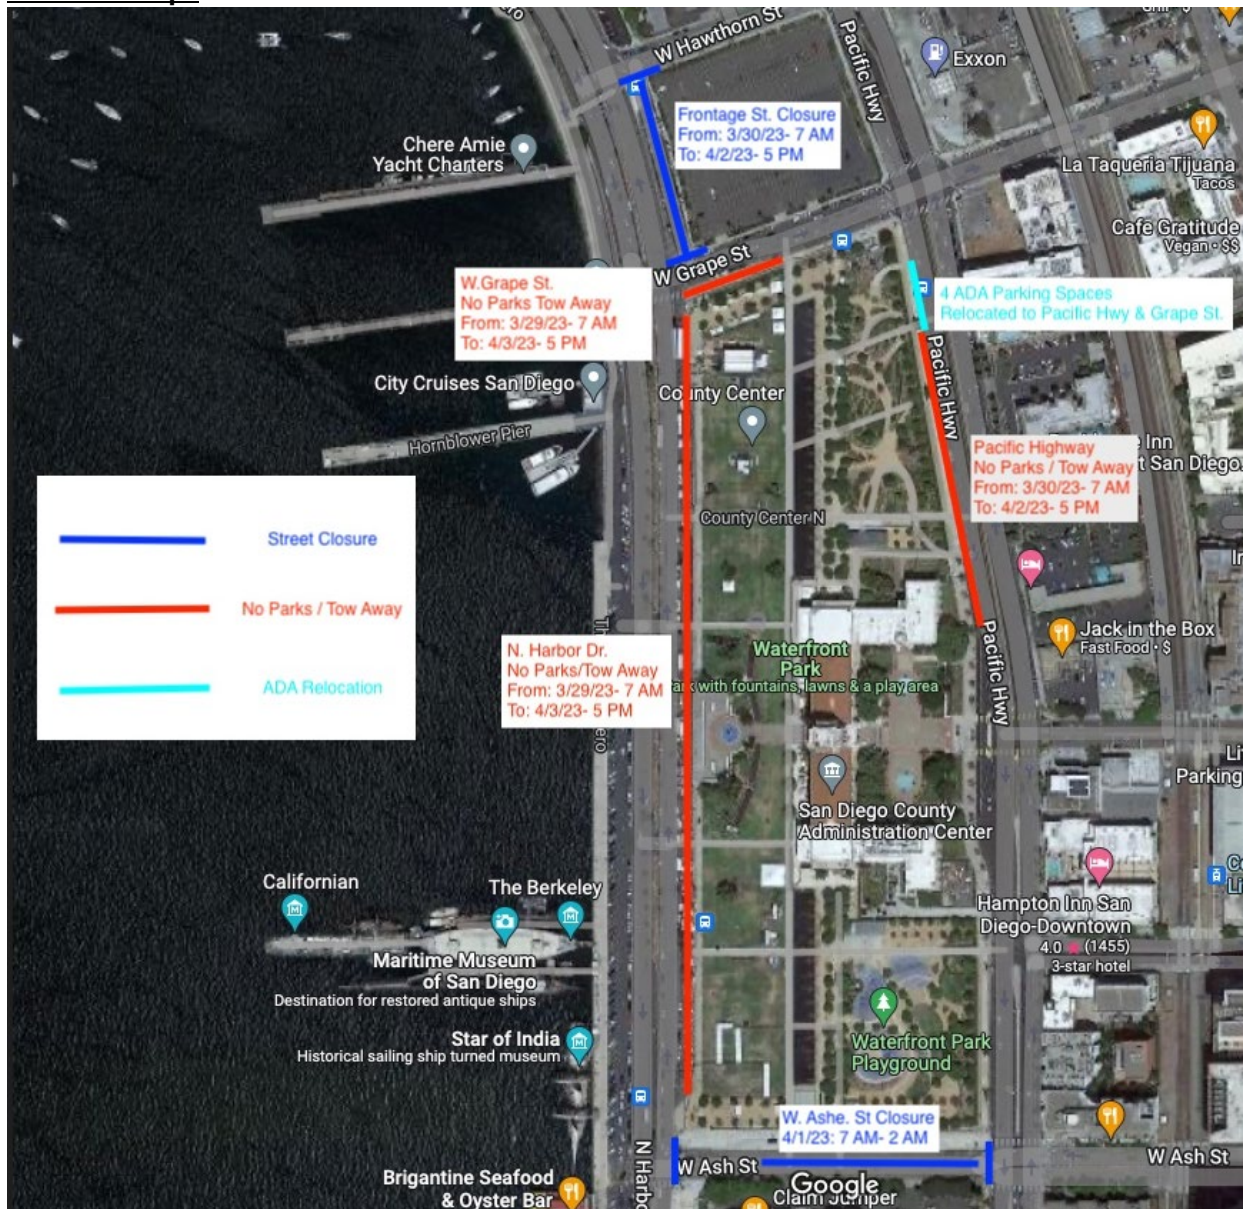 W Hawthorn St
Pacific Hwy
Exxon
Frontage St. Closure
From: 3/30/23- 7 AM
To: 4/2/23- 5 PM
Chere Amie
Yacht Charters
La Taqueria Tijuana
Tacos
Cafe Gratitude
Vegan · $$
W Grape St
W.Grape St.
No Parks Tow Away
From: 3/29/23- 7 AM
To: 4/3/23- 5 PM
4 ADA Parking Spaces
Relocated to Pacific Hwy & Grape St.
City Cruises San Diego
County Center
Pacific Hwy
Hornblower Pier
Pacific Highway
No Parks / Tow Away
From: 3/30/23- 7 AM
To: 4/2/23- 5 PM
Inn
San Diego
County Center N
Street Closure
No Parks / Tow Away
ADA Relocation
Jack in the Box
Fast Food · $
Pacific Hwy
N. Harbor Dr.
No Parks/Tow Away
From: 3/29/23- 7 AM
To: 4/3/23- 5 PM
Waterfront
Park
with fountains, lawns & a play area
Parking
San Diego County
Administration Center
Californian
The Berkeley
Maritime Museum
of San Diego
Destination for restored antique ships
Hampton Inn San
Diego-Downtown
4.0 ★ (1455)
3-star hotel
Star of India
Historical sailing ship turned museum
Waterfront Park
Playground
W. Ashe. St Closure
4/1/23: 7 AM- 2 AM
N Harbo
W Ash St
W Ash St
Google
Brigantine Seafood
& Oyster Bar
Claim Jumper